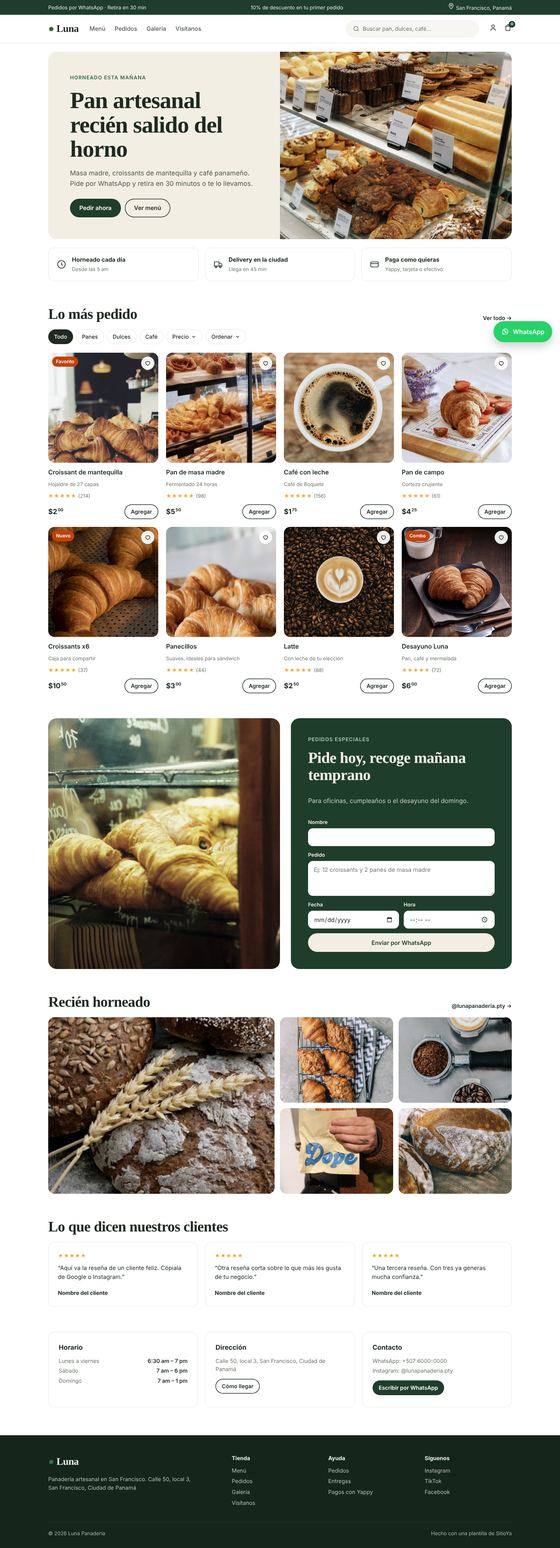 Pedidos por WhatsApp · Retira en 30 min
10% de descuento en tu primer pedido
San Francisco, Panamá
Luna
Menú
Pedidos
Galería
Visítanos
Buscar pan, dulces, café...
0
HORNEADO ESTA MAÑANA
Pan artesanal
recién salido del
horno
Masa madre, croissants de mantequilla y café panameño.
Pide por WhatsApp y retira en 30 minutos o te lo llevamos.
Pedir ahora
Ver menú
Horneado cada día
Desde las 5 am
Delivery en la ciudad
Llega en 45 min
Paga como quieras
Yappy, tarjeta o efectivo
Lo más pedido
Ver todo →
WhatsApp
Todo
Panes
Dulces
Café
Precio
Ordenar
Favorito
Croissant de mantequilla
Hojaldre de 27 capas
★★★★★ (214)
$2 00
Agregar
Pan de masa madre
Fermentado 24 horas
★★★★★ (98)
$5 50
Agregar
Café con leche
Café de Boquete
★★★★★ (156)
$1 75
Agregar
Pan de campo
Corteza crujiente
★★★★★ (61)
$4 25
Agregar
Nuevo
Croissants x6
Caja para compartir
★★★★★ (37)
$10 50
Agregar
Panecillos
Suaves, ideales para sándwich
★★★★★ (44)
$3 00
Agregar
Latte
Con leche de tu elección
★★★★★ (88)
$2 50
Agregar
Combo
Desayuno Luna
Pan, café y mermelada
★★★★★ (72)
$6 00
Agregar
PEDIDOS ESPECIALES
Pide hoy, recoge mañana
temprano
Para oficinas, cumpleaños o el desayuno del domingo.
Nombre
Pedido
Ej: 12 croissants y 2 panes de masa madre
Fecha
Hora
mm/dd/yyyy
--:-- --
Enviar por WhatsApp
Recién horneado
@lunapanaderia.pty →
Dope
Lo que dicen nuestros clientes
★★★★★
"Aquí va la reseña de un cliente feliz. Cópiala
de Google o Instagram."
Nombre del cliente
★★★★★
"Otra reseña corta sobre lo que más les gusta
de tu negocio."
Nombre del cliente
★★★★★
"Una tercera reseña. Con tres ya generas
mucha confianza."
Nombre del cliente
Horario
Lunes a viernes
6:30 am – 7 pm
Sábado
7 am – 6 pm
Domingo
7 am – 1 pm
Dirección
Calle 50, local 3, San Francisco, Ciudad de
Panamá
Cómo llegar
Contacto
WhatsApp: +507 6000-0000
Instagram: @lunapanaderia.pty
Escribir por WhatsApp
Luna
Panadería artesanal en San Francisco. Calle 50, local 3,
San Francisco, Ciudad de Panamá
Tienda
Menú
Pedidos
Galería
Visítanos
Ayuda
Pedidos
Entregas
Pagos con Yappy
Síguenos
Instagram
TikTok
Facebook
© 2026 Luna Panadería
Hecho con una plantilla de SitioYa